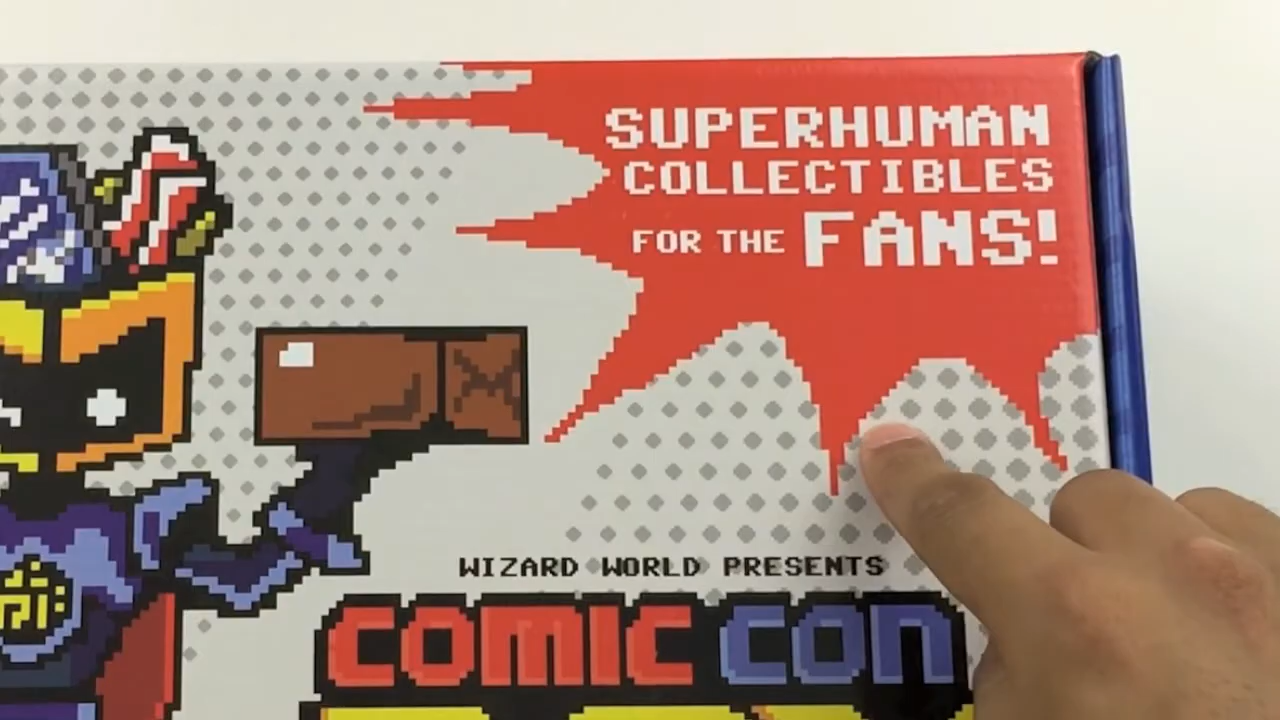 SUPERHUMAN
COLLECTIBLES
FOR THE FANS!
WIZARD WORLD PRESENTS
COMIC CON